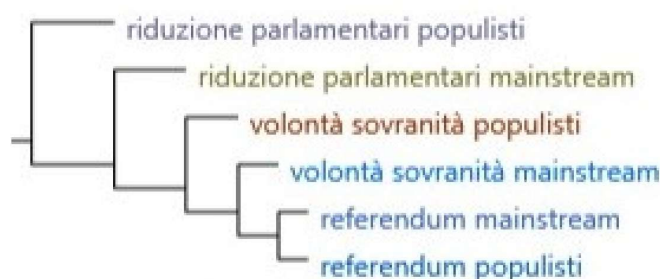 riduzione parlamentari populisti
riduzione parlamentari mainstream
volontà sovranità populisti
volontà sovranità mainstream
referendum mainstream
referendum populisti